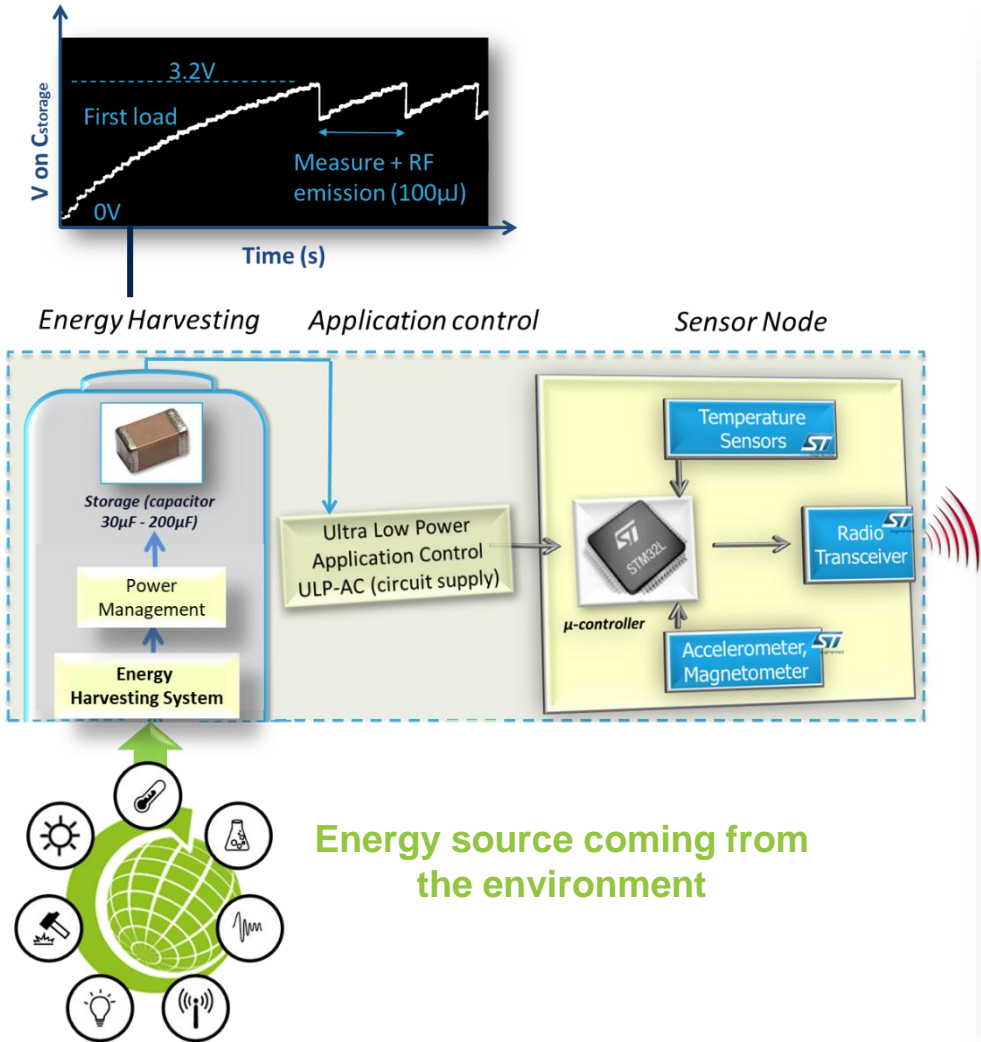 3.2V
First load
Measure + RF
emission (100µJ)
0V
V on Cstorage
Time (s)
Energy Harvesting
Application control
Sensor Node
Storage (capacitor
30µF - 200µF)
Power
Management
Energy
Harvesting System
Ultra Low Power
Application Control
ULP-AC (circuit supply)
Temperature
Sensors
ST
ST
STM32L
µ-controller
Radio
Transceiver
ST
Accelerometer,
Magnetometer
ST
Energy source coming from
the environment